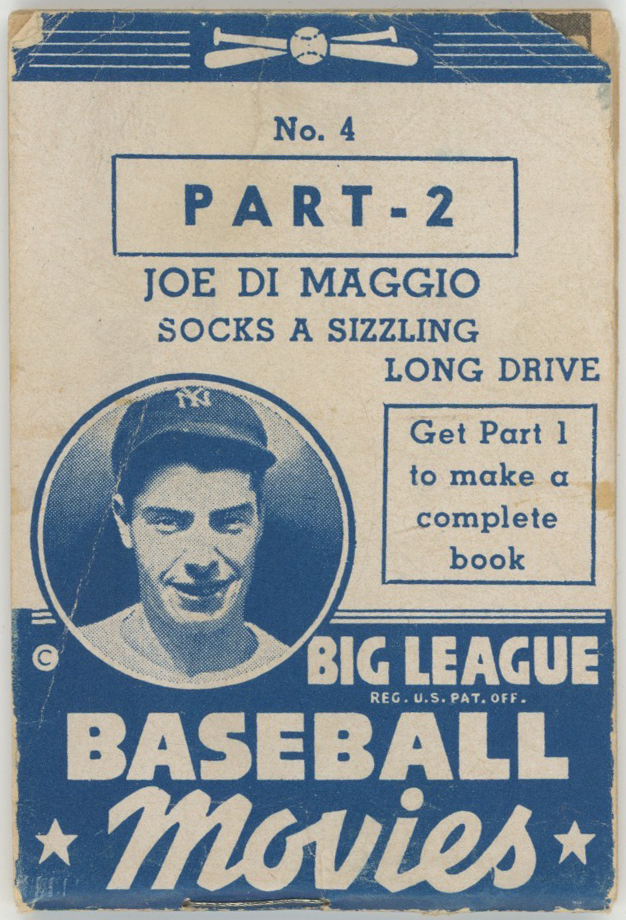 No. 4
PART-2
JOE DI MAGGIO
SOCKS A SIZZLING
LONG DRIVE
Get Part 1
to make a
complete
book
NY
©
BIG LEAGUE
REG. U.S. PAT. OFF.
BASEBALL
Movies